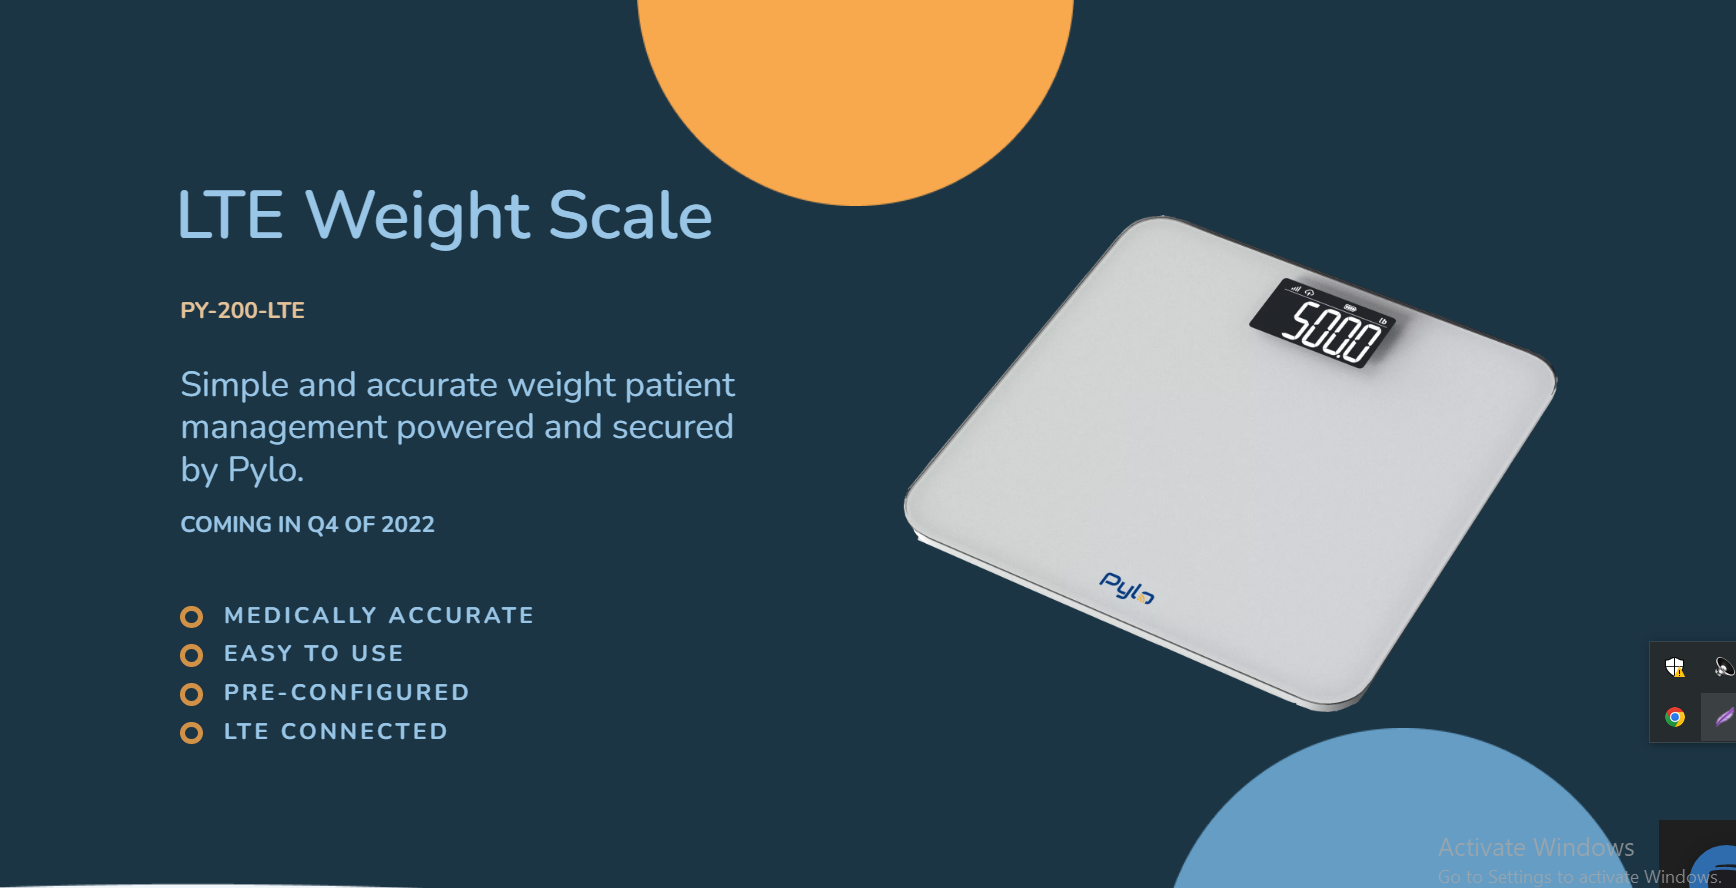 LTE Weight Scale
PY-200-LTE
Simple and accurate weight patient
management powered and secured
by Pylo.
COMING IN Q4 OF 2022
MEDICALLY ACCURATE
EASY TO USE
PRE-CONFIGURED
LTE CONNECTED
lb
500.0
Pylo
Activate Windows
Go to Settings to activate Windows.